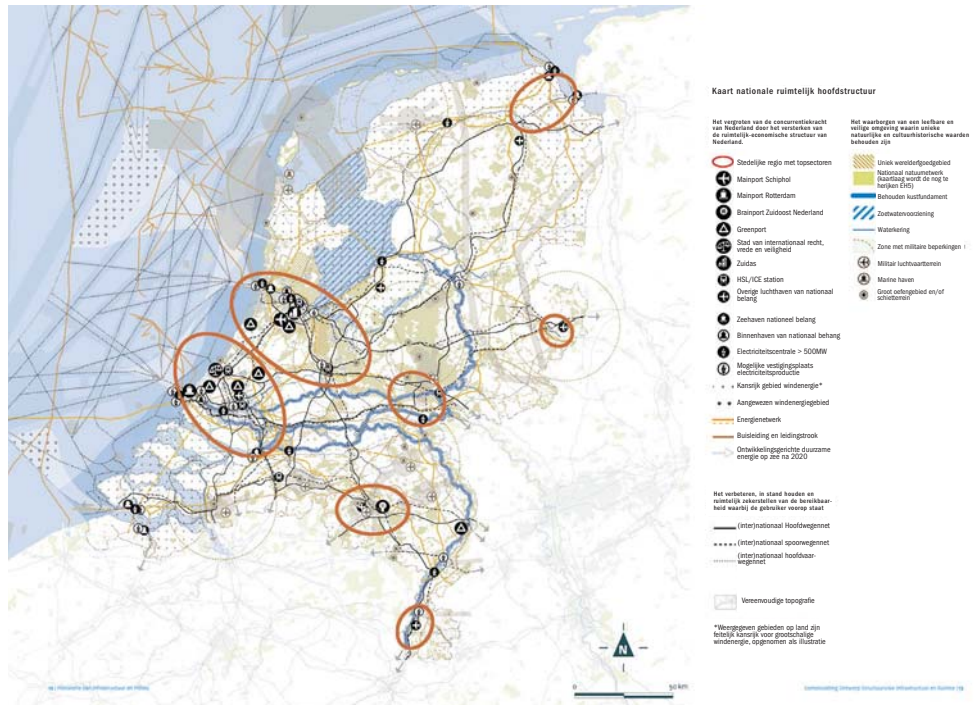 Kaart nationale ruimtelijk hoofdstructuur
Het vergroten van de concurrentiekracht
van Nederland door het versterken van
de ruimtelijk-economische structuur van
Nederland.
Stedelijke regio met topsectoren
Mainport Schiphol
Mainport Rotterdam
Brainport Zuidoost Nederland
Greenport
Stad van internationaal recht,
vrede en veiligheid
Zuidas
HSL/ICE station
Overige luchthaven van nationaal
belang
Zeehaven nationeel belang
Binnenhaven van nationaal behang
Electriciteitscentrale > 500MW
Mogelijke vestigingsplaats
electriciteitsproductie
Kansrijk gebied windenergie*
Aangewezen windenergiegebied
Energienetwerk
Buisleiding en leidingstrook
Ontwikkelingsgerichte duurzame
energie op zee na 2020
Het verbeteren, in stand houden en
ruimtelijk zekerstellen van de bereikbaar-
heid waarbij de gebruiker voorop staat
(inter)nationaal Hoofdwegennet
(inter)nationaal spoorwegennet
(inter)nationaal hoofdvaar-
wegennet
Vereenvoudige topografie
*Weergegeven gebieden op land zijn
feitelijk kansrijk voor grootschalige
windenergie, opgenomen als illustratie
Het waarborgen van een leefbare en
veilige omgeving waarin unieke
natuurlijke en cultuurhistorische waarden
behouden zijn
Uniek werelderfgoedgebied
Nationaal natuurnetwerk
(kaartlaag wordt de nog te
herijken EHS)
Behouden kustfundament
Zoetwatervoorziening
Waterkering
Zone met militaire beperkingen
Militair luchtvaartterrein
Marine haven
Groot oefengebied en/of
schietterrein
N
0 50 km